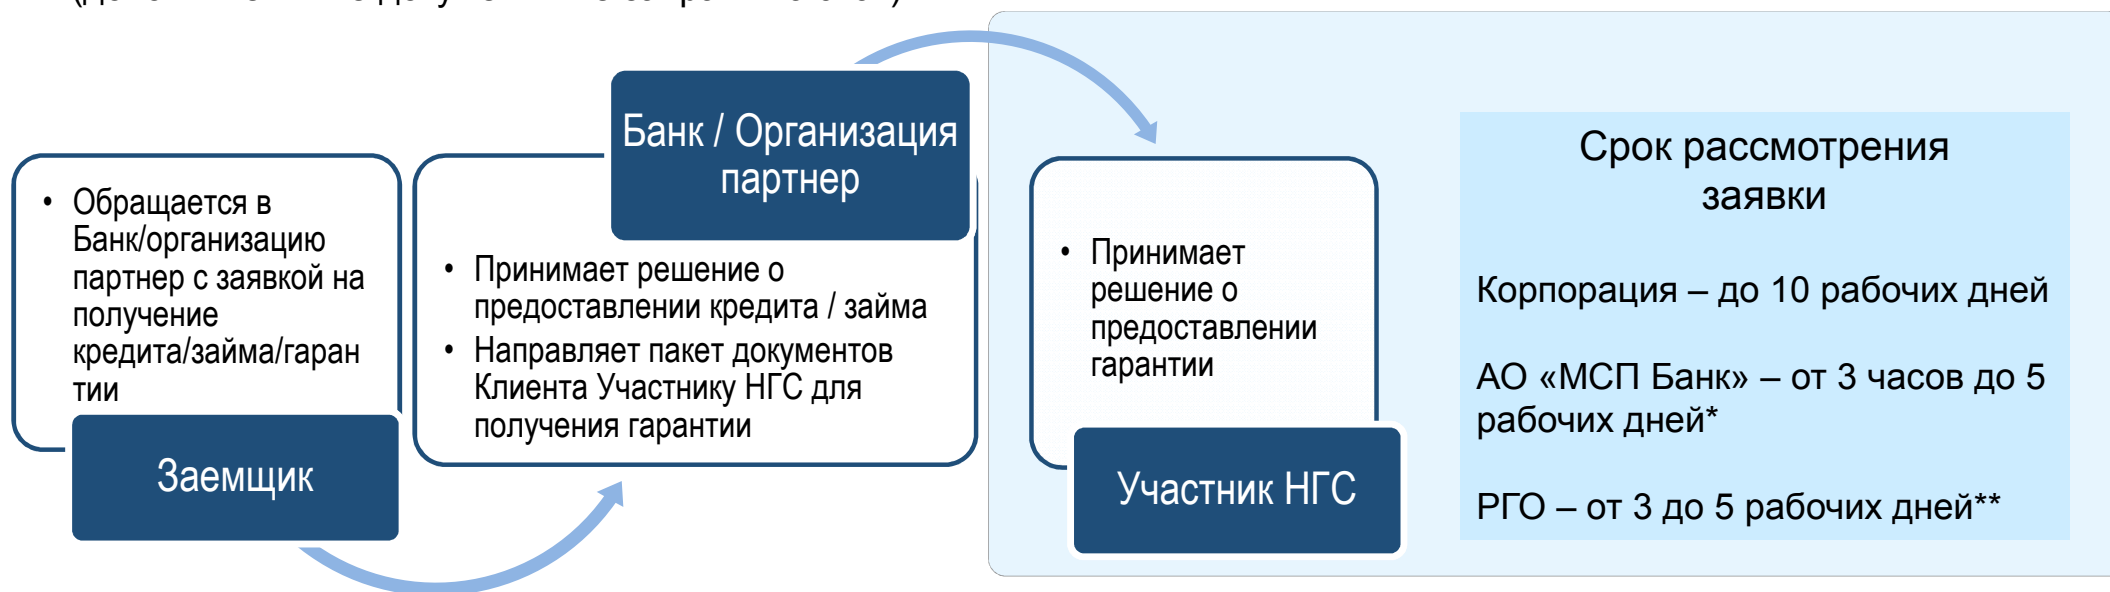 • Обращается в
Банк/организацию
партнер с заявкой на
получение
кредита/займа/гаран
тии
Заемщик
Банк / Организация
партнер
• Принимает решение о
предоставлении кредита / займа
• Направляет пакет документов
Клиента Участнику НГС для
получения гарантии
• Принимает
решение о
предоставлении
гарантии
Участник НГС
Срок рассмотрения
заявки
Корпорация – до 10 рабочих дней
АО «МСП Банк» – от 3 часов до 5
рабочих дней*
РГО – от 3 до 5 рабочих дней**